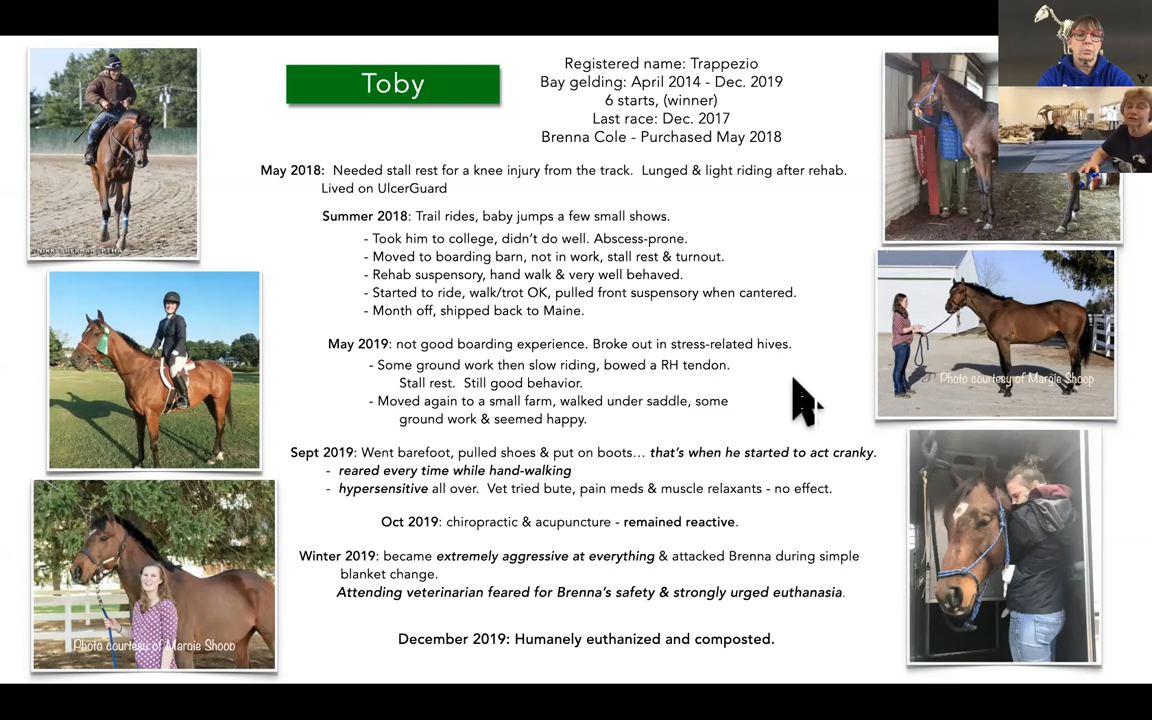 Toby
Registered name: Trappezio
Bay gelding: April 2014 - Dec. 2019
6 starts, (winner)
Last race: Dec. 2017
Brenna Cole - Purchased May 2018
May 2018: Needed stall rest for a knee injury from the track. Lunged & light riding after rehab.
Lived on UlcerGuard
Summer 2018: Trail rides, baby jumps a few small shows.
- Took him to college, didn't do well. Abscess-prone.
- Moved to boarding barn, not in work, stall rest & turnout.
- Rehab suspensory, hand walk & very well behaved.
- Started to ride, walk/trot OK, pulled front suspensory when cantered.
- Month off, shipped back to Maine.
May 2019: not good boarding experience. Broke out in stress-related hives.
- Some ground work then slow riding, bowed a RH tendon.
Stall rest. Still good behavior.
- Moved again to a small farm, walked under saddle, some
ground work & seemed happy.
Sept 2019: Went barefoot, pulled shoes & put on boots... that's when he started to act cranky.
- reared every time while hand-walking
- hypersensitive all over. Vet tried bute, pain meds & muscle relaxants - no effect.
Oct 2019: chiropractic & acupuncture - remained reactive.
Winter 2019: became extremely aggressive at everything & attacked Brenna during simple
blanket change.
Attending veterinarian feared for Brenna's safety & strongly urged euthanasia.
December 2019: Humanely euthanized and composted.
NIKKI SHERMAN, PTHA
Photo courtesy of Margie Shoop
Photo courtesy of Margie Shoop